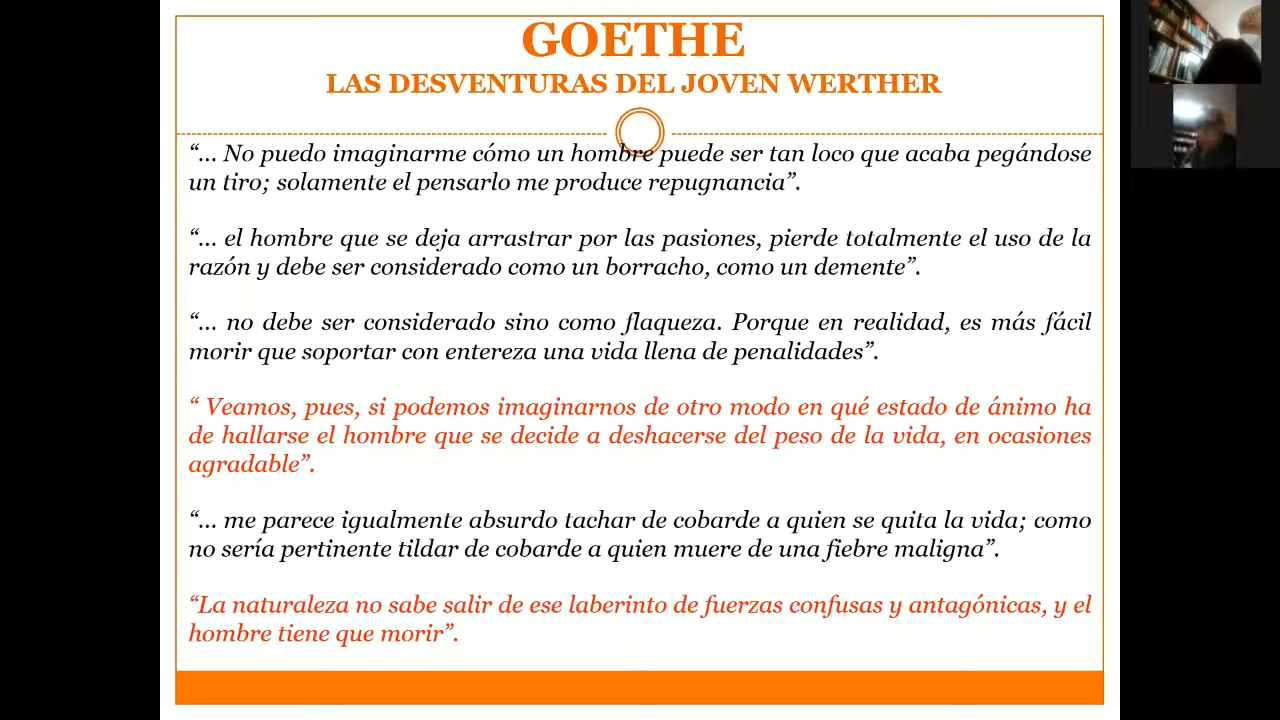 GOETHE
LAS DESVENTURAS DEL JOVEN WERTHER
“... No puedo imaginarme cómo un hombre puede ser tan loco que acaba pegándose
un tiro; solamente el pensarlo me produce repugnancia”.
“... el hombre que se deja arrastrar por las pasiones, pierde totalmente el uso de la
razón y debe ser considerado como un borracho, como un demente”.
“... no debe ser considerado sino como flaqueza. Porque en realidad, es más fácil
morir que soportar con entereza una vida llena de penalidades”.
“ Veamos, pues, si podemos imaginarnos de otro modo en qué estado de ánimo ha
de hallarse el hombre que se decide a deshacerse del peso de la vida, en ocasiones
agradable”.
“... me parece igualmente absurdo tachar de cobarde a quien se quita la vida; como
no sería pertinente tildar de cobarde a quien muere de una fiebre maligna”.
“La naturaleza no sabe salir de ese laberinto de fuerzas confusas y antagónicas, y el
hombre tiene que morir”.